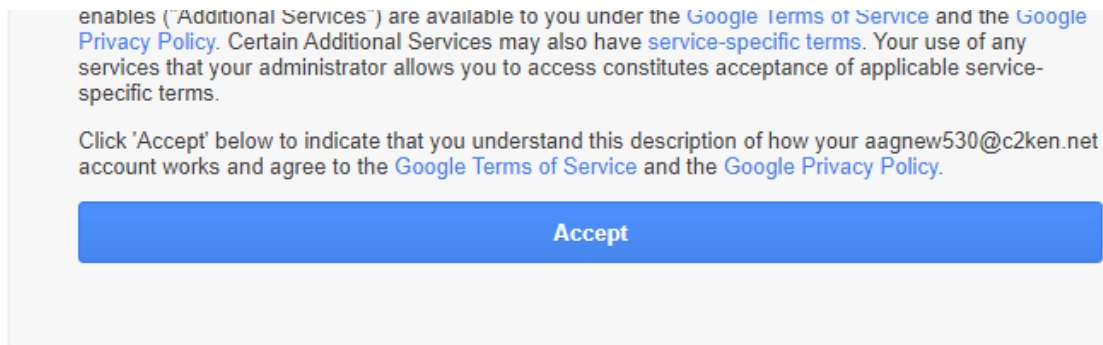 enables ("Additional Services") are available to you under the Google Terms of Service and the Google
Privacy Policy. Certain Additional Services may also have service-specific terms. Your use of any
services that your administrator allows you to access constitutes acceptance of applicable service-
specific terms.
Click 'Accept' below to indicate that you understand this description of how your aagnew530@c2ken.net
account works and agree to the Google Terms of Service and the Google Privacy Policy.
Accept